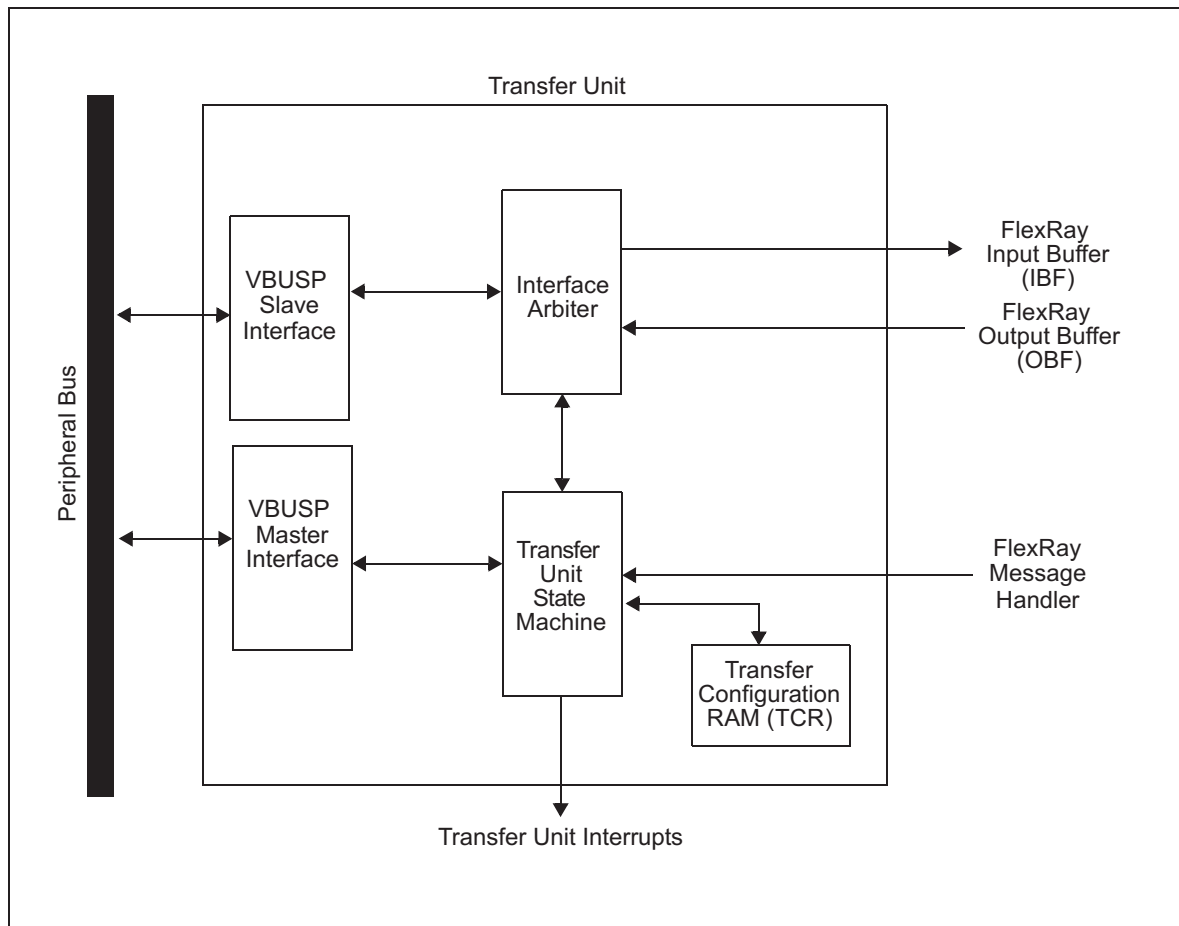 Transfer Unit
Peripheral Bus
VBUSP
Slave
Interface
Interface
Arbiter
FlexRay
Input Buffer
(IBF)
FlexRay
Output Buffer
(OBF)
VBUSP
Master
Interface
Transfer
Unit
State
Machine
FlexRay
Message
Handler
Transfer
Configuration
RAM (TCR)
Transfer Unit Interrupts